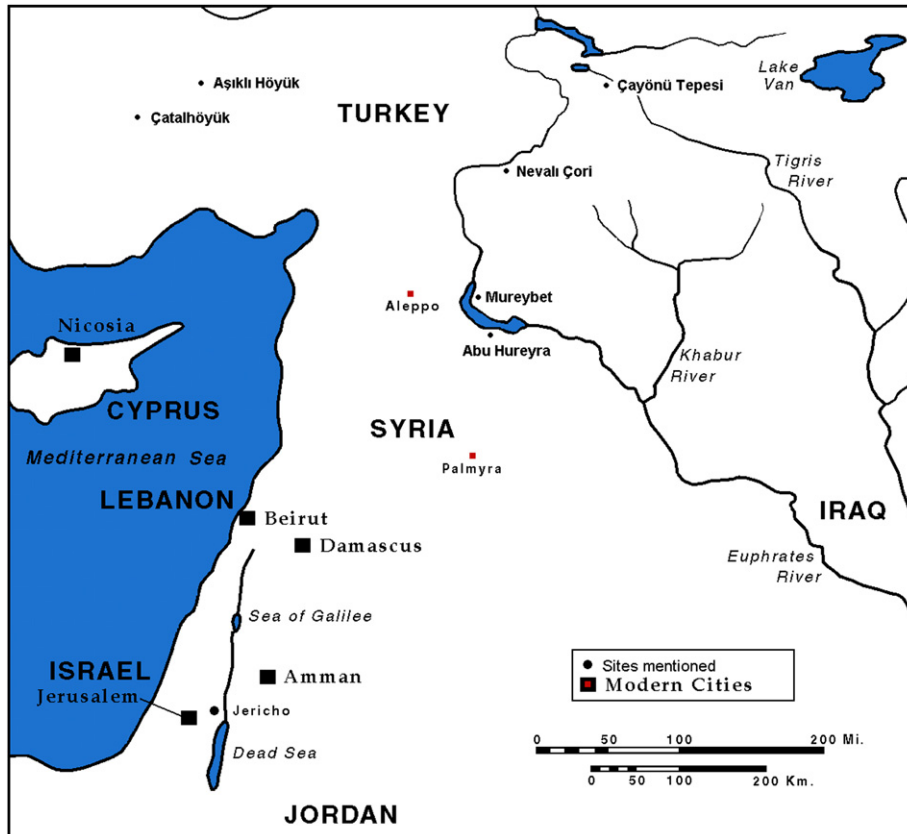 Lake
Van
Aşıklı Höyük
Çayönü Tepesi
Çatalhöyük
TURKEY
Tigris
River
Nevalı Çori
Mureybet
Aleppo
Nicosia
Abu Hureyra
Khabur
River
CYPRUS
SYRIA
Mediterranean Sea
Palmyra
LEBANON
Beirut
IRAQ
Damascus
Euphrates
River
Sea of Galilee
ISRAEL
Amman
Jerusalem
Jericho
Sites mentioned
Modern Cities
Dead Sea
0 50 100 200 Mi.
0 50 100 200 Km.
JORDAN